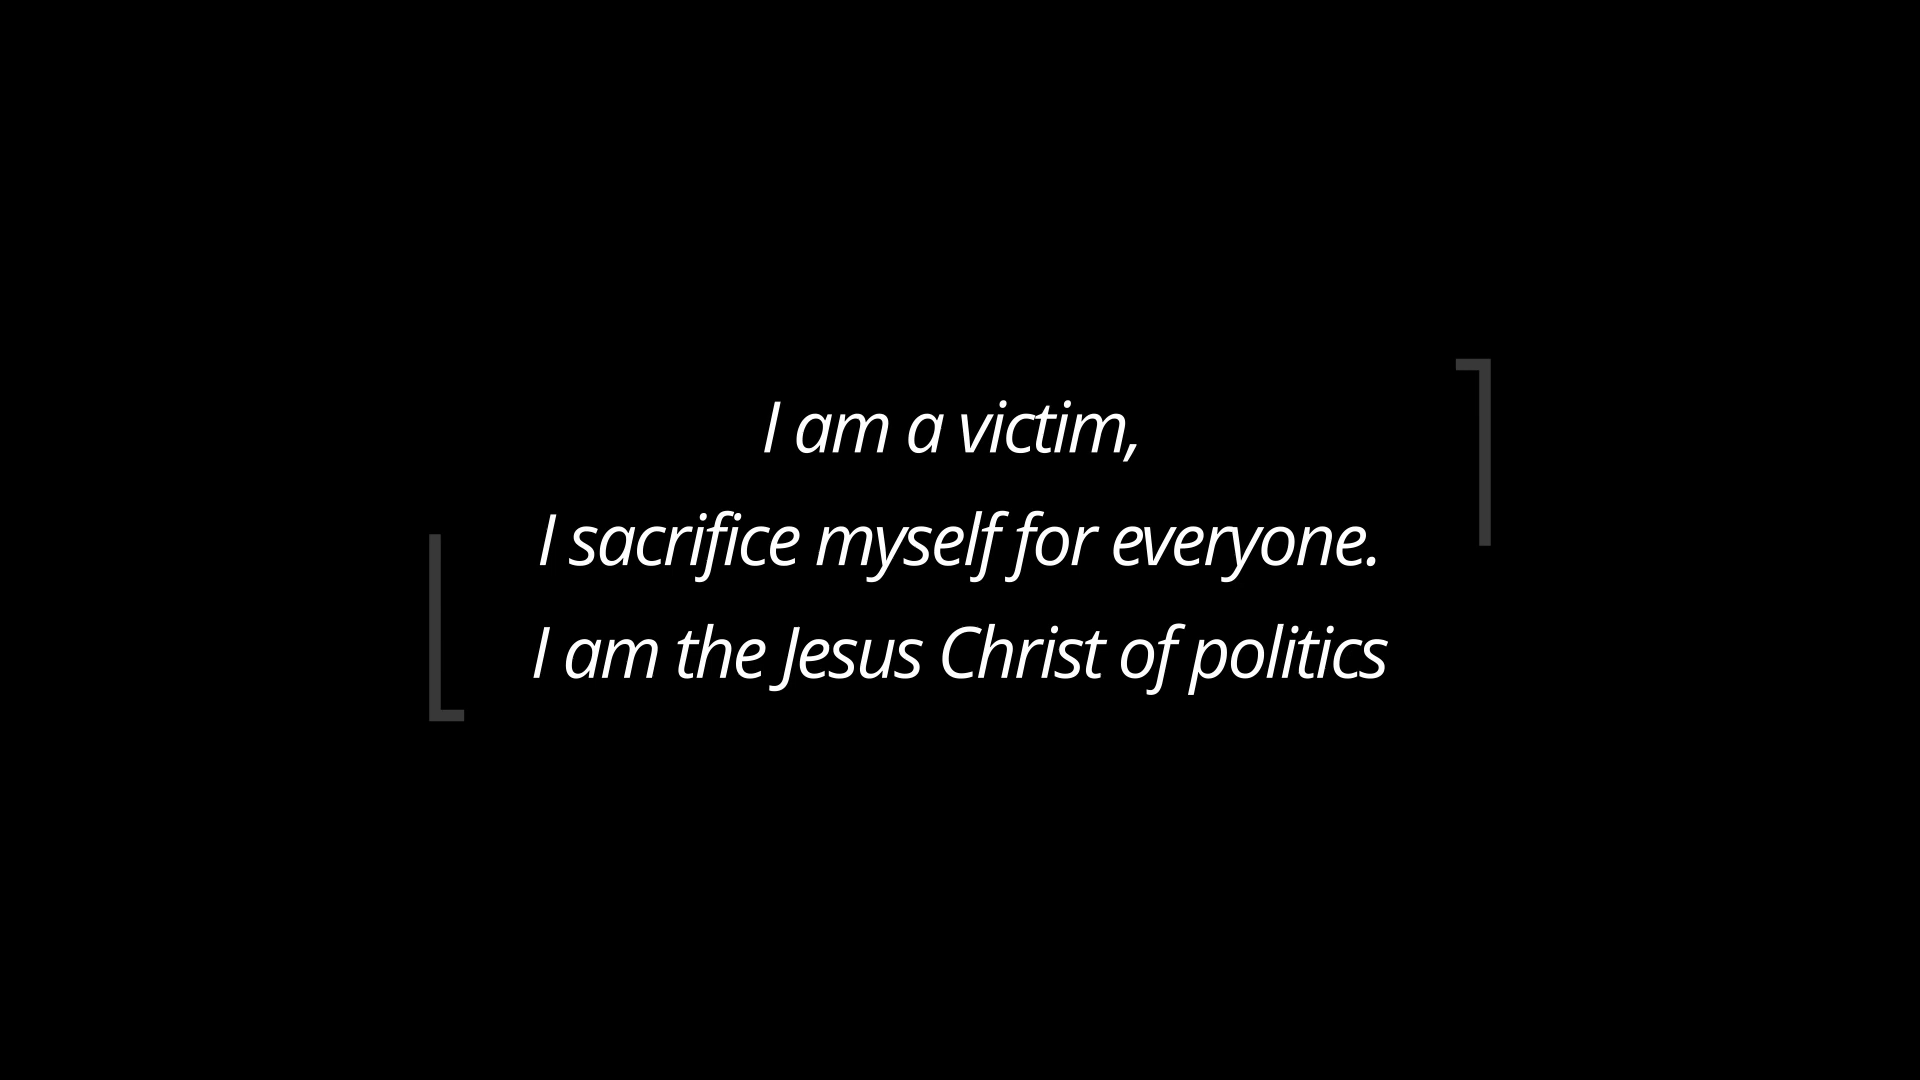 I am a victim,
I sacrifice myself for everyone.
I am the Jesus Christ of politics